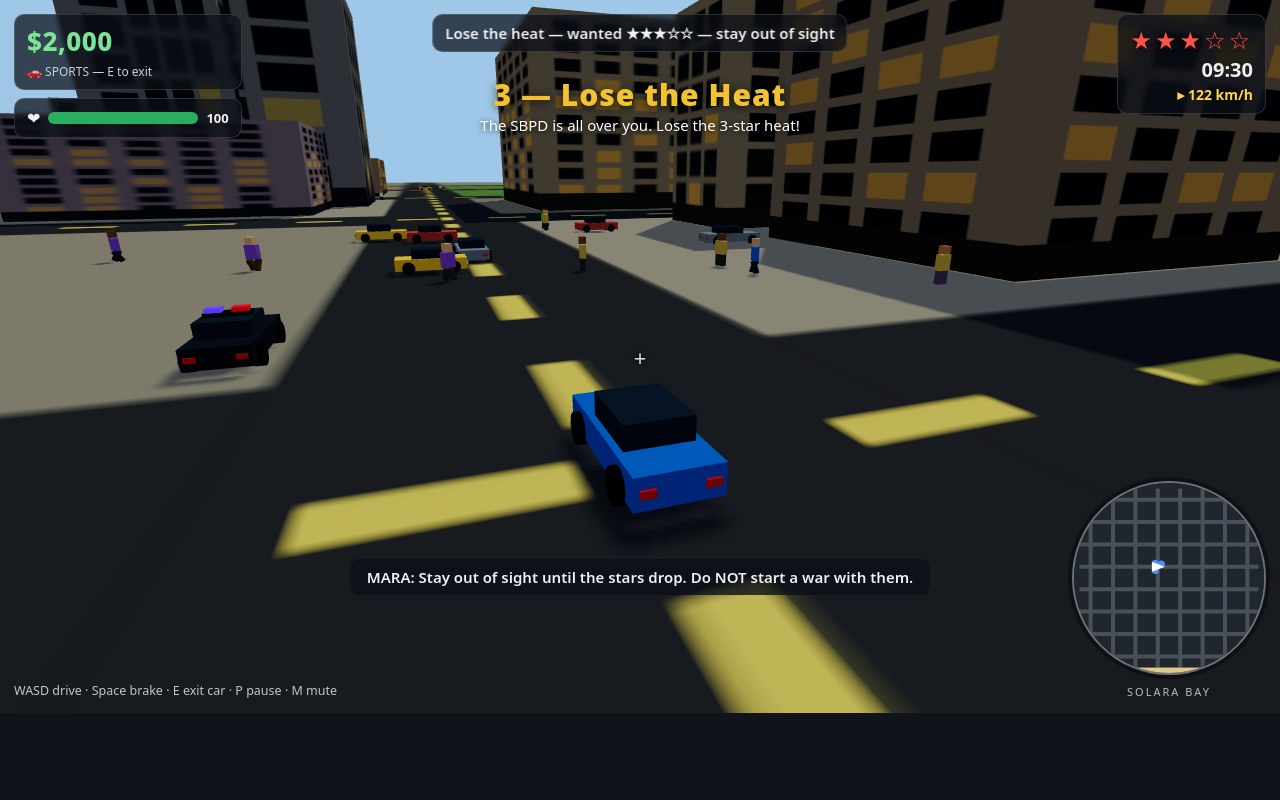 $2,000
🚗 SPORTS — E to exit
❤ 100
Lose the heat — wanted ★★★☆☆ — stay out of sight
3 — Lose the Heat
The SBPD is all over you. Lose the 3-star heat!
★★★☆☆
09:30
▸ 122 km/h
+
MARA: Stay out of sight until the stars drop. Do NOT start a war with them.
WASD drive · Space brake · E exit car · P pause · M mute
SOLARA BAY